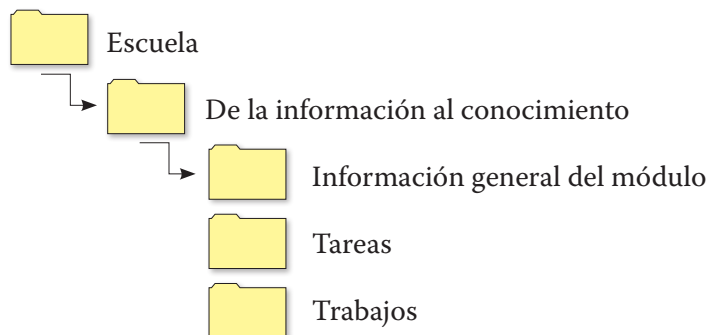 Escuela
De la información al conocimiento
Información general del módulo
Tareas
Trabajos